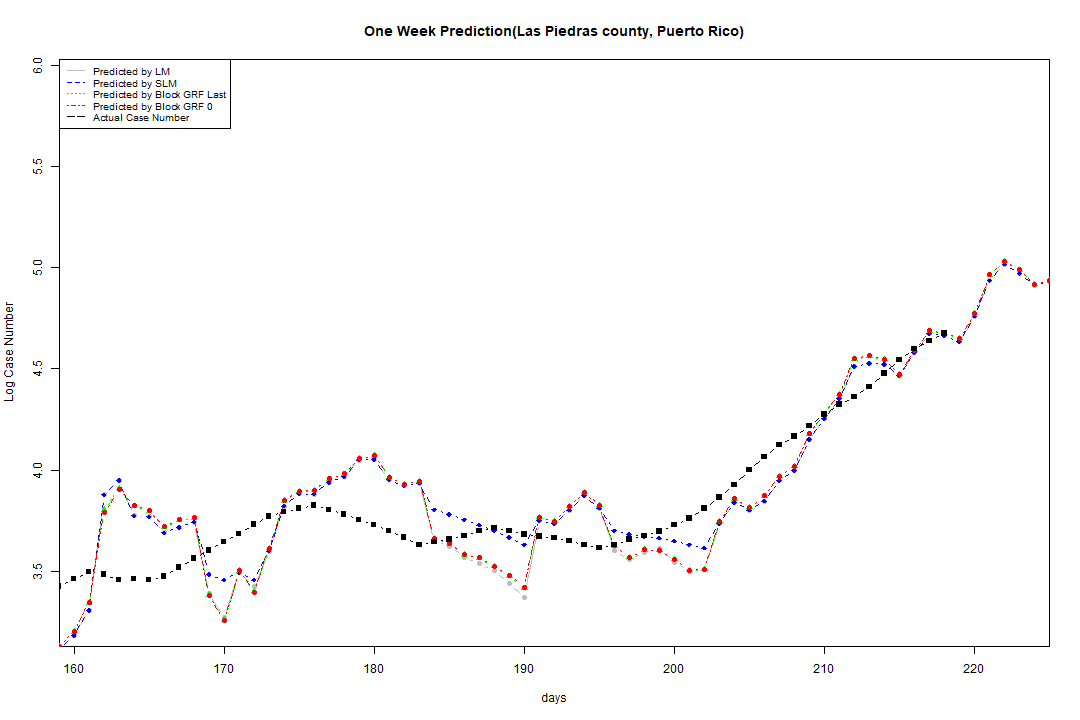 One Week Prediction(Las Piedras county, Puerto Rico)
Predicted by LM
Predicted by SLM
Predicted by Block GRF Last
Predicted by Block GRF 0
Actual Case Number
6.0
5.5
5.0
4.5
4.0
3.5
Log Case Number
160 170 180 190 200 210 220
days